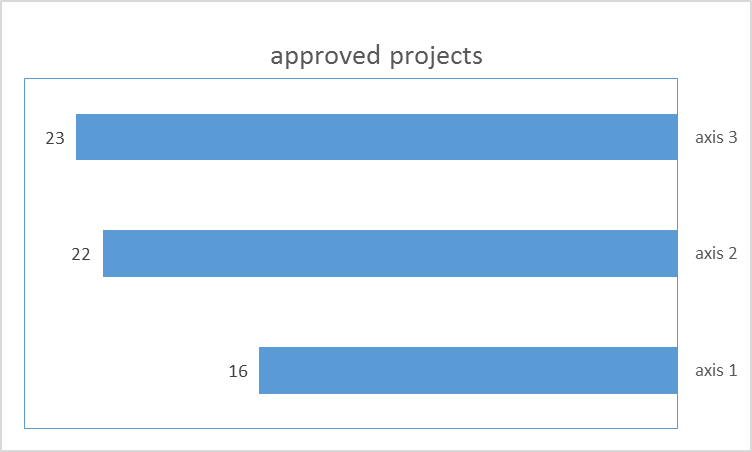 approved projects
23 axis 3
22 axis 2
16 axis 1